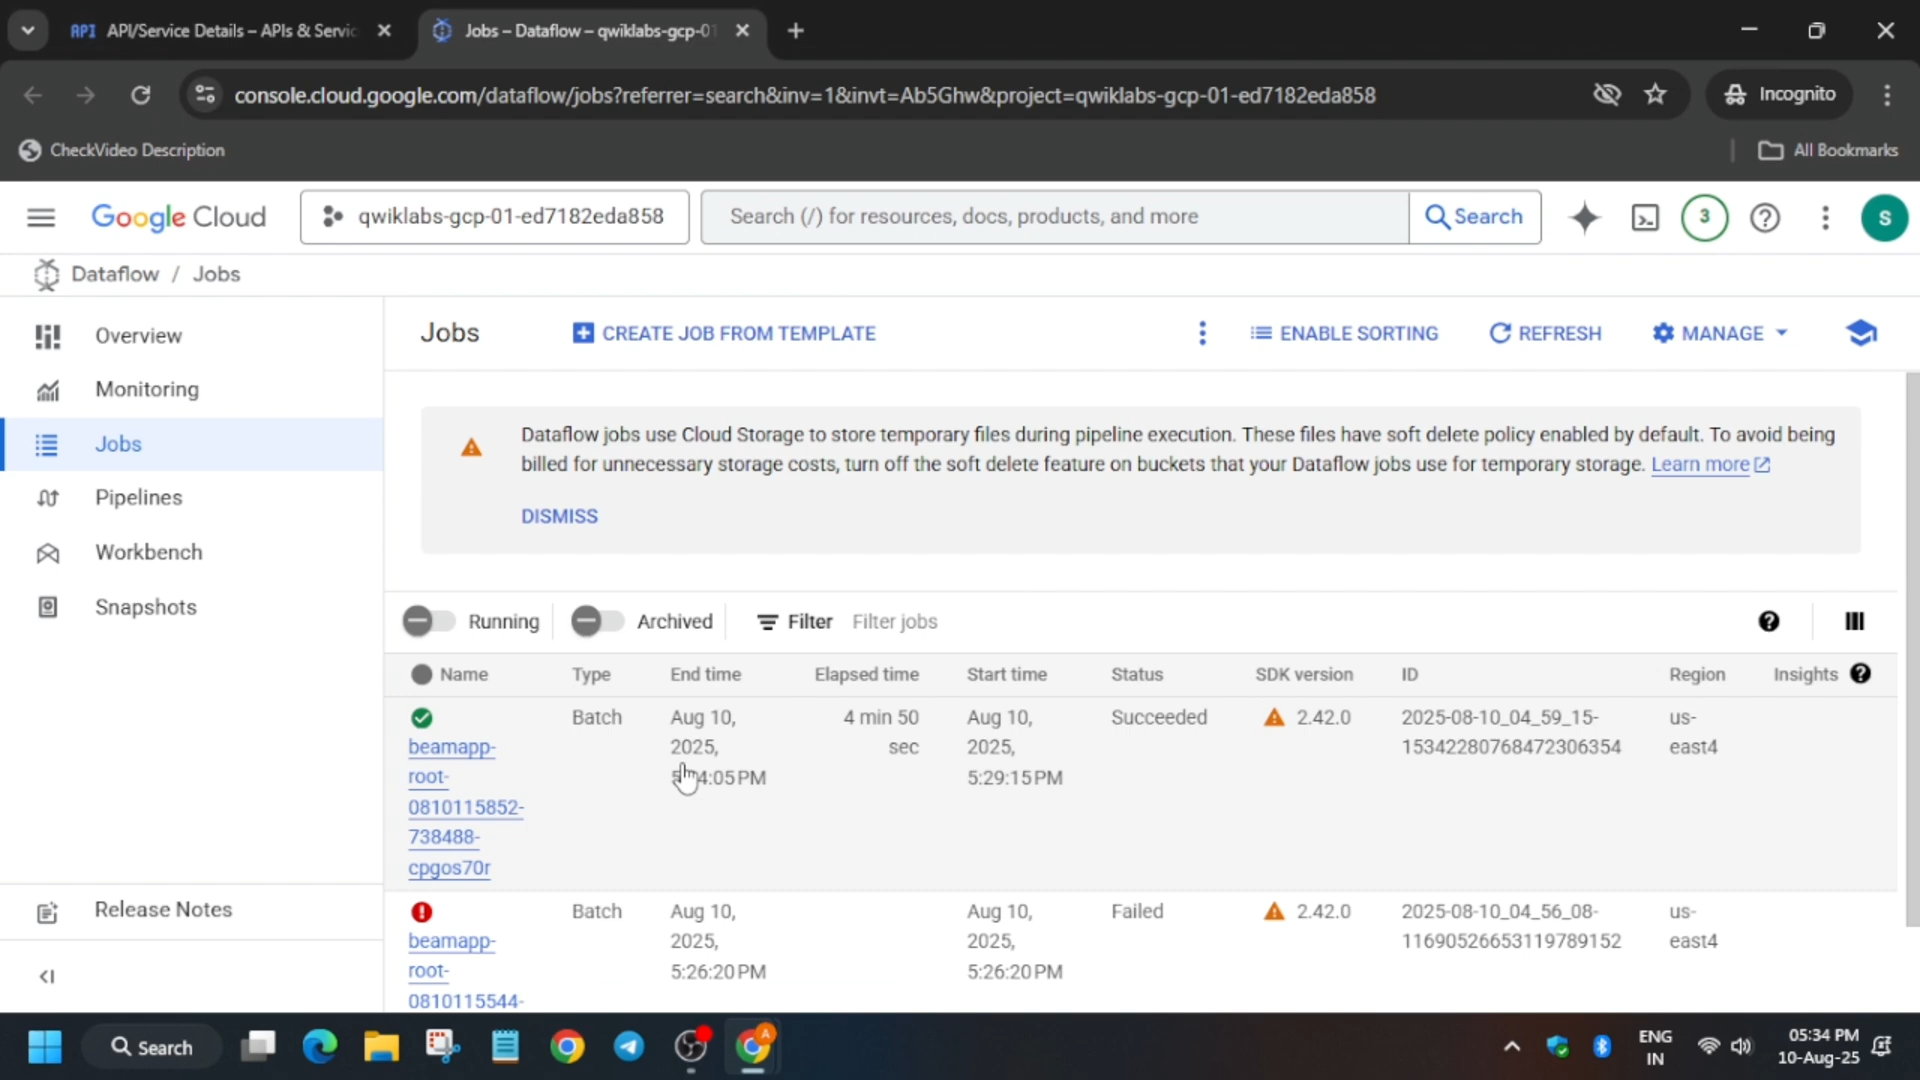 API API/Service Details – APIs & Servic
Jobs – Dataflow – qwiklabs-gcp-01
console.cloud.google.com/dataflow/jobs?referrer=search&inv=1&invt=Ab5Ghw&project=qwiklabs-gcp-01-ed7182eda858
Incognito
CheckVideo Description
All Bookmarks
Google Cloud
qwiklabs-gcp-01-ed7182eda858
Search (/) for resources, docs, products, and more
Search
3
S
Dataflow / Jobs
Overview
Monitoring
Jobs
Pipelines
Workbench
Snapshots
Release Notes
Jobs
CREATE JOB FROM TEMPLATE
ENABLE SORTING
REFRESH
MANAGE
Dataflow jobs use Cloud Storage to store temporary files during pipeline execution. These files have soft delete policy enabled by default. To avoid being
billed for unnecessary storage costs, turn off the soft delete feature on buckets that your Dataflow jobs use for temporary storage. Learn more
DISMISS
Running
Archived
Filter Filter jobs
Name Type End time Elapsed time Start time Status SDK version ID Region Insights
Batch Aug 10, 4 min 50 Aug 10, Succeeded 2.42.0 2025-08-10_04_59_15- us-
beamapp- 2025, sec 2025, 15342280768472306354 east4
root- 4:05 PM 5:29:15 PM
0810115852-
738488-
cpgos70r
Batch Aug 10, Aug 10, Failed 2.42.0 2025-08-10_04_56_08- us-
beamapp- 2025, 2025, 11690526653119789152 east4
root- 5:26:20 PM 5:26:20 PM
0810115544-
Search
ENG
IN
05:34 PM
10-Aug-25